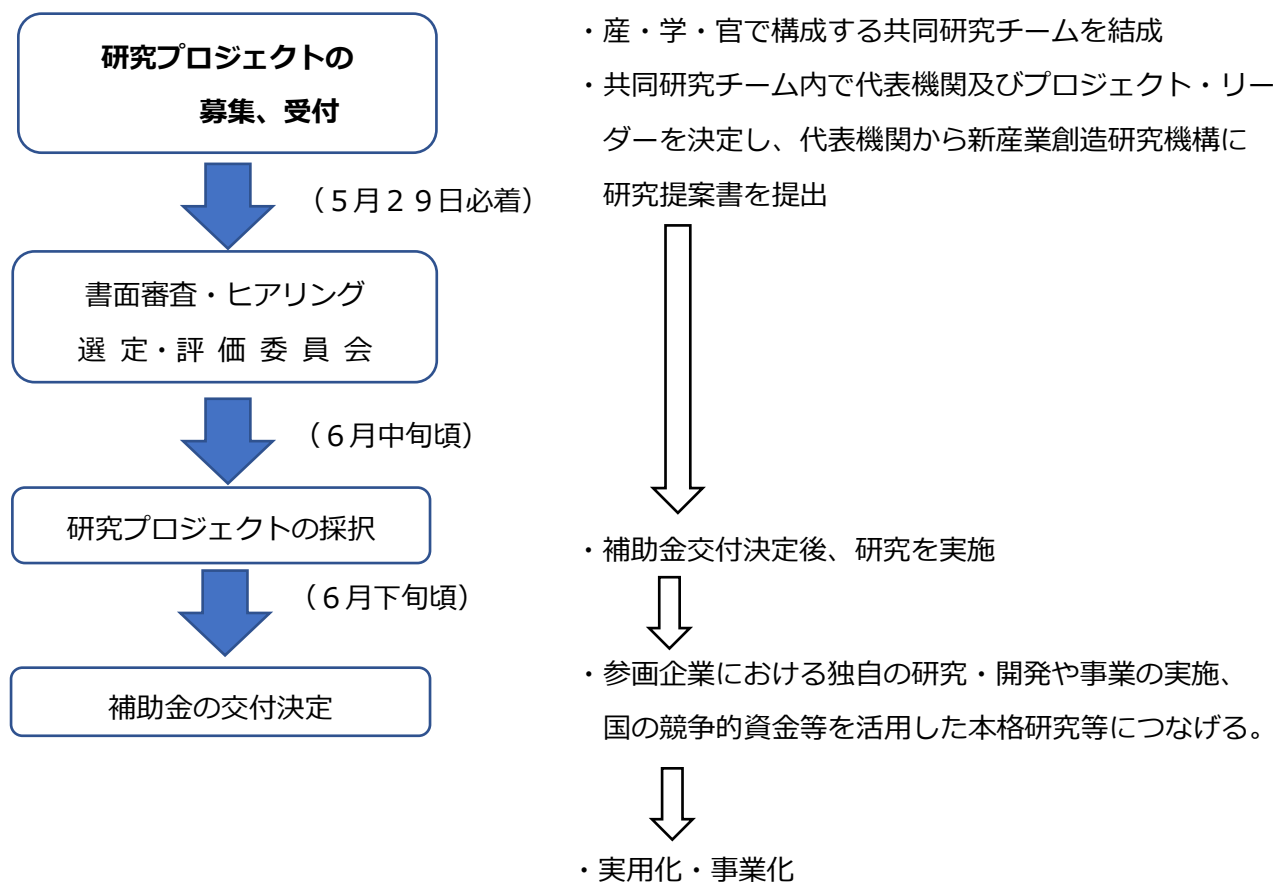 研究プロジェクトの
募集、受付
（５月２９日必着）
書面審査・ヒアリング
選 定・評 価 委 員 会
（６月中旬頃）
研究プロジェクトの採択
（６月下旬頃）
補助金の交付決定
・産・学・官で構成する共同研究チームを結成
・共同研究チーム内で代表機関及びプロジェクト・リー
ダーを決定し、代表機関から新産業創造研究機構に
研究提案書を提出
・補助金交付決定後、研究を実施
・参画企業における独自の研究・開発や事業の実施、
国の競争的資金等を活用した本格研究等につなげる。
・実用化・事業化